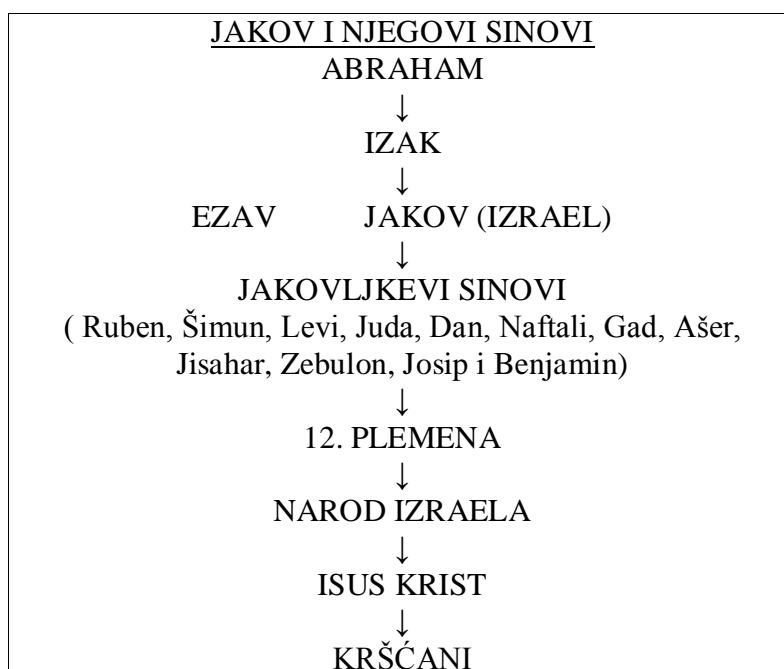 JAKOV I NJEGOVI SINOVI
ABRAHAM
↓
IZAK
↓
EZAV JAKOV (IZRAEL)
↓
JAKOVLJKEVI SINOVI
( Ruben, Šimun, Levi, Juda, Dan, Naftali, Gad, Ašer,
Jisahar, Zebulon, Josip i Benjamin)
↓
12. PLEMENA
↓
NAROD IZRAELA
↓
ISUS KRIST
↓
KRŠĆANI